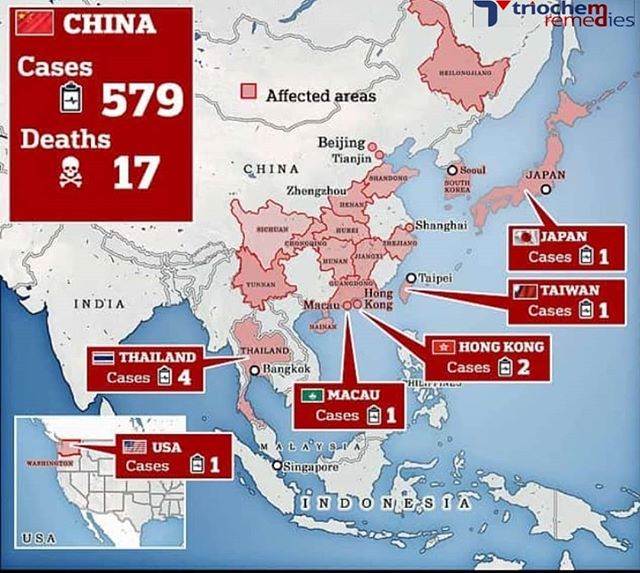 triochem
remedies
CHINA
Cases
579
Deaths
17
Affected areas
HEILONGJIANG
Beijing
Tianjin
CHINA
SHANDONG
Zhengzhou
HENAN
Seoul
SOUTH
KOREA
JAPAN
Shanghai
SICHUAN
CHONGQING
HUBEI
ZHEJIANG
HUNAN
JIANGXI
YUNNAN
GUANGDONG
Hong
Kong
Macau
HAINAN
Taipei
JAPAN
Cases 1
TAIWAN
Cases 1
HONG KONG
Cases 2
INDIA
THAILAND
Bangkok
THAILAND
Cases 4
MACAU
Cases 1
PHILIPPINES
USA
Cases 1
WASHINGTON
USA
MALAYSIA
Singapore
INDONESIA